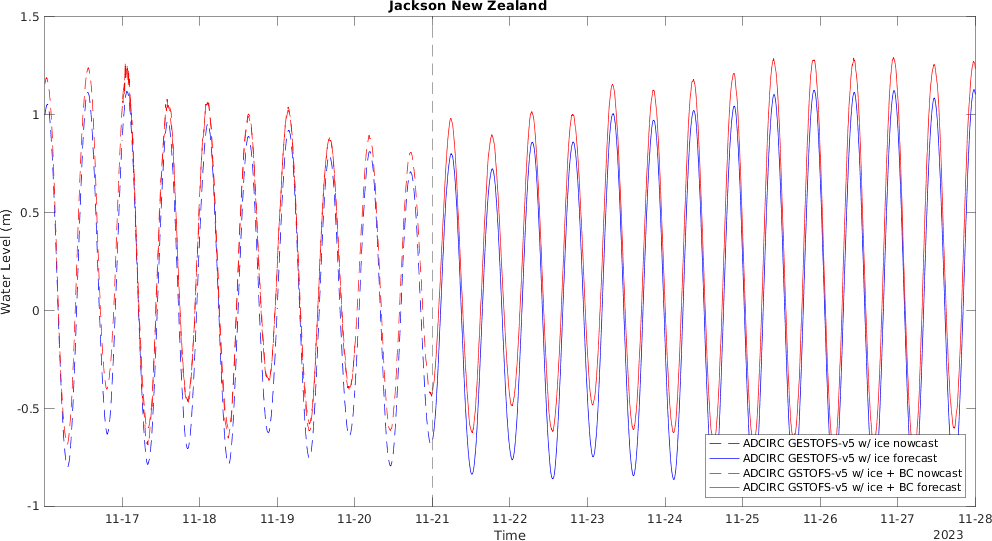 Jackson New Zealand
1.5
1
0.5
0
-0.5
-1
Water Level (m)
ADCIRC GESTOFS-v5 w/ ice nowcast
ADCIRC GESTOFS-v5 w/ ice forecast
ADCIRC GSTOFS-v5 w/ ice + BC nowcast
ADCIRC GSTOFS-v5 w/ ice + BC forecast
11-17 11-18 11-19 11-20 11-21 11-22 11-23 11-24 11-25 11-26 11-27 11-28
Time
2023